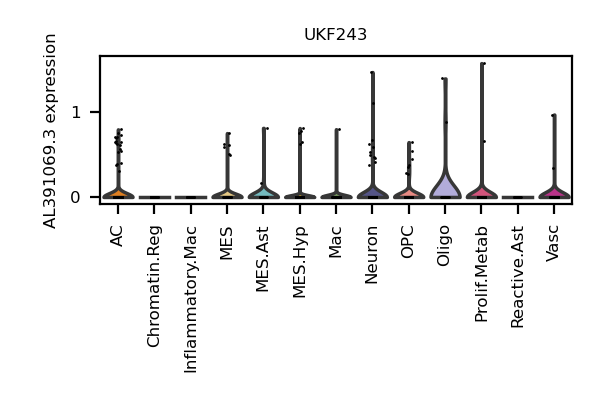 UKF243
AL391069.3 expression
1
0
AC
Chromatin.Reg
Inflammatory.Mac
MES
MES.Ast
MES.Hyp
Mac
Neuron
OPC
Oligo
Prolif.Metab
Reactive.Ast
Vasc